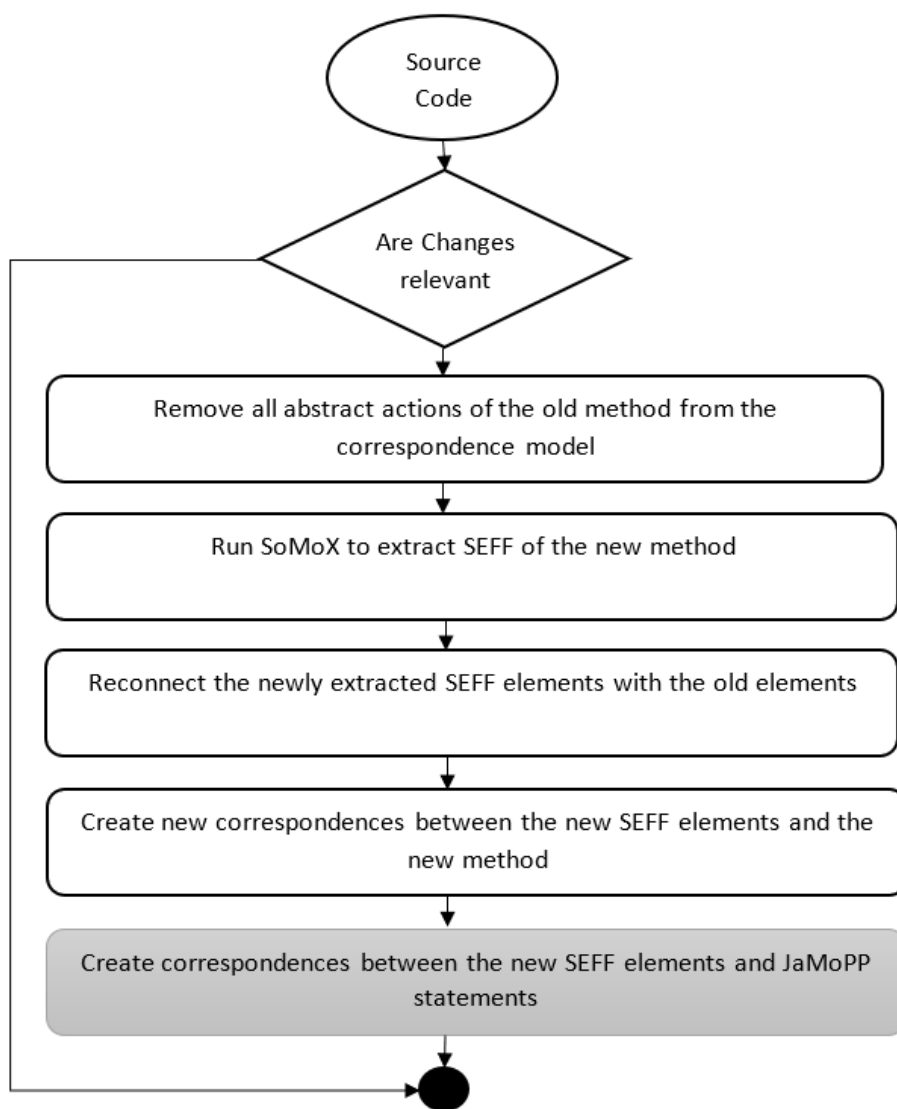 Source
Code
Are Changes
relevant
Remove all abstract actions of the old method from the
correspondence model
Run SoMoX to extract SEFF of the new method
Reconnect the newly extracted SEFF elements with the old elements
Create new correspondences between the new SEFF elements and the
new method
Create correspondences between the new SEFF elements and JaMoPP
statements